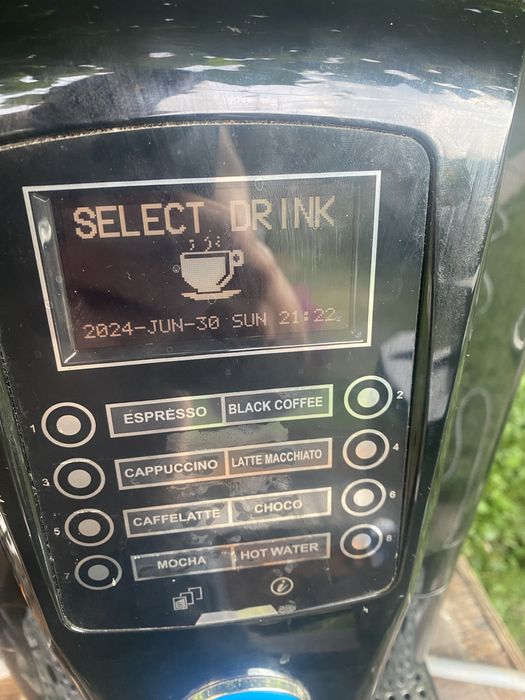 SELECT DRINK
2024-JUN-30 SUN 21:22
1 ESPRESSO BLACK COFFEE 2
3 CAPPUCCINO LATTE MACCHIATO 4
5 CAFFELATTE CHOCO 6
7 MOCHA HOT WATER 8
i